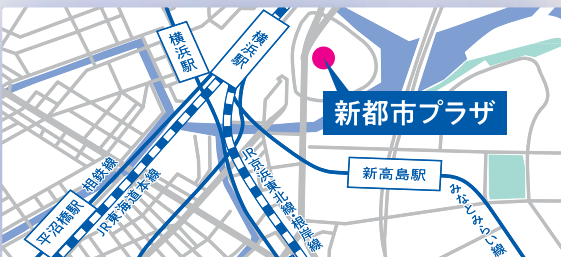 横浜駅
横浜駅
新都市プラザ
新高島駅
みなとみらい線
JR京浜東北線・根岸線
相鉄線
JR東海道本線
平沼橋駅